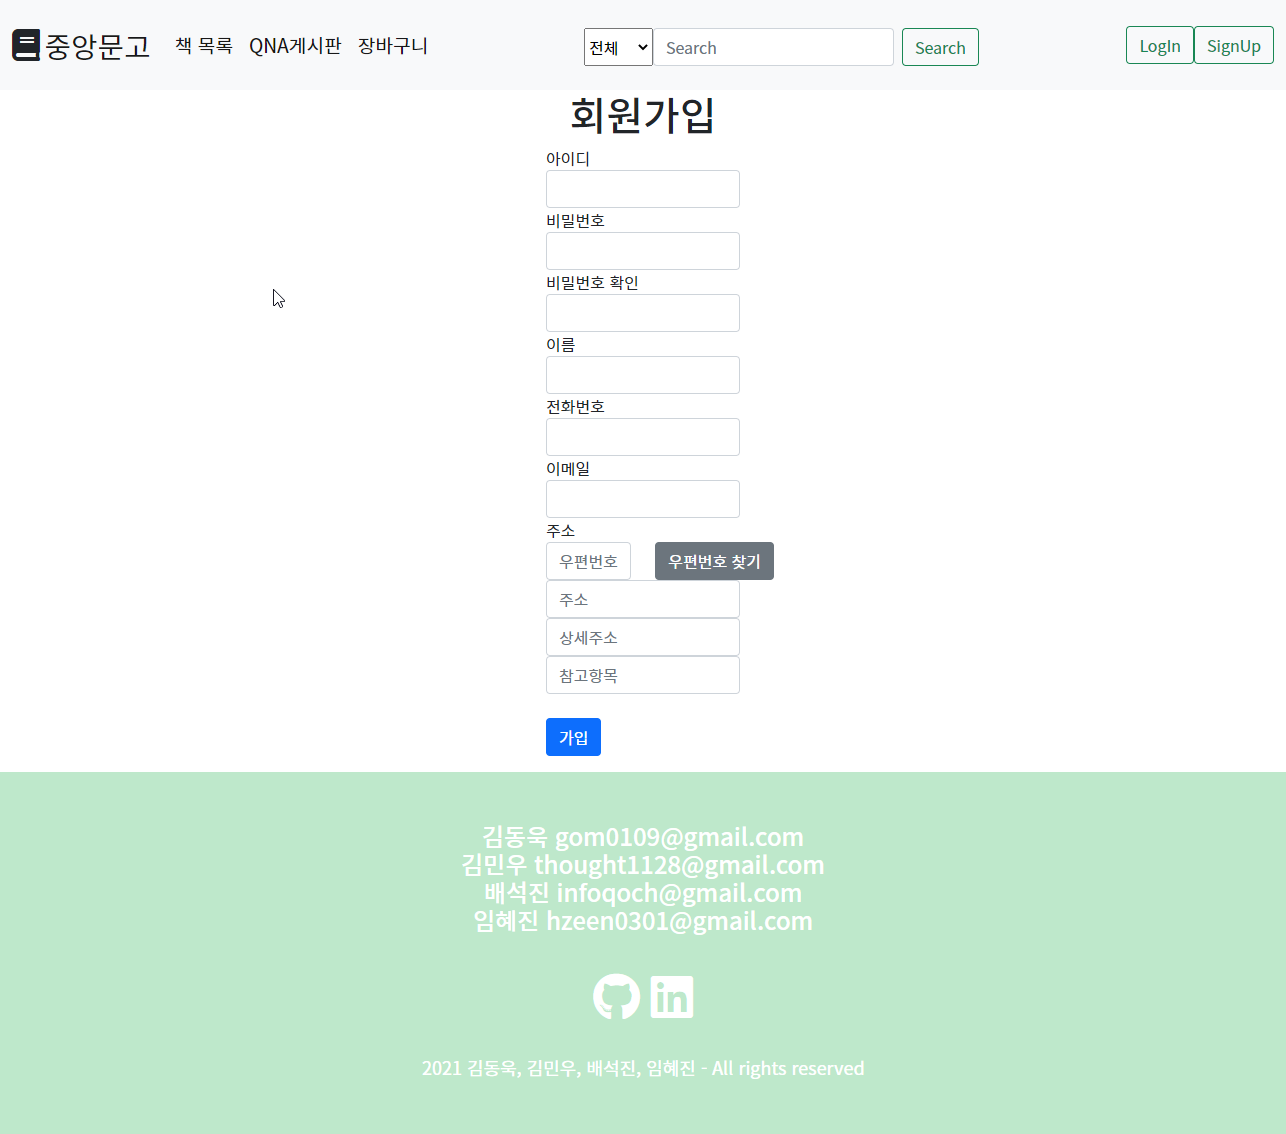 중앙문고 책 목록 QNA게시판 장바구니 전체 Search Search LogIn SignUp
회원가입
아이디
비밀번호
비밀번호 확인
이름
전화번호
이메일
주소
우편번호 우편번호 찾기
주소
상세주소
참고항목
가입
김동욱 gom0109@gmail.com
김민우 thought1128@gmail.com
배석진 infoqoch@gmail.com
임혜진 hzeen0301@gmail.com
2021 김동욱, 김민우, 배석진, 임혜진 - All rights reserved